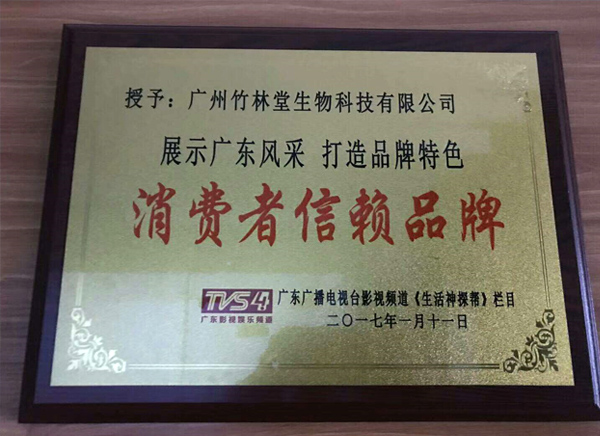 授予：广州竹林堂生物科技有限公司
展示广东风采 打造品牌特色
消费者信赖品牌
TVS4
广东影视娱乐频道
广东广播电视台影视频道《生活神探帮》栏目
二〇一七年一月十一日